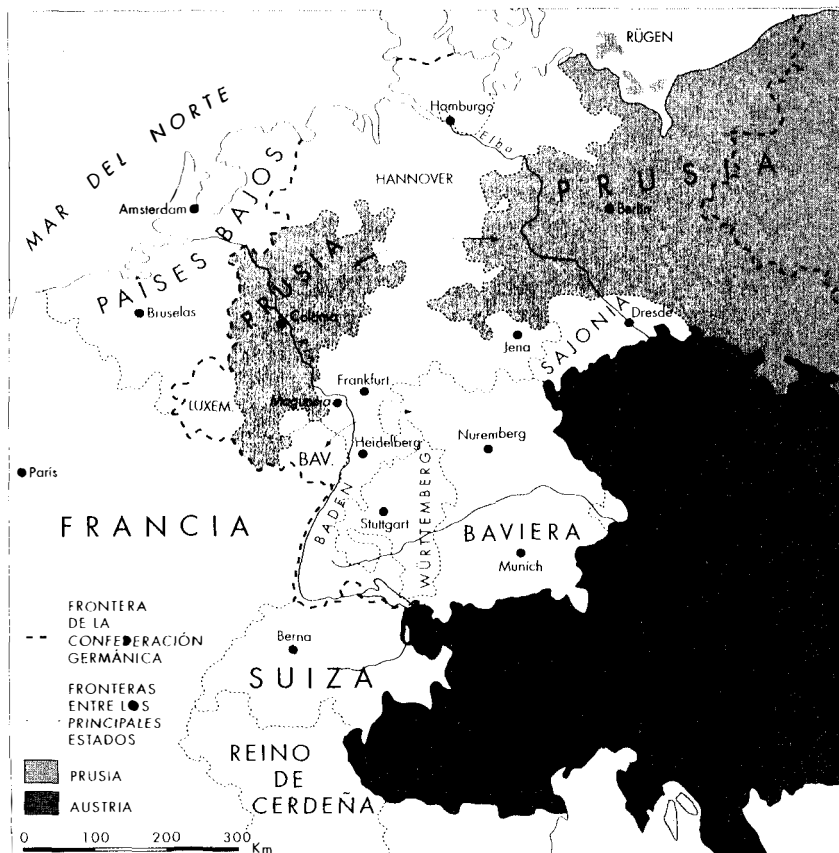 RÜGEN
MAR DEL NORTE
Hamburgo
Elba
HANNOVER
PRUSIA
Berlín
Amsterdam
PAÍSES BAJOS
PRUSIA
Bruselas
Colonia
SAJONIA
Dresde
Jena
LUXEM.
Frankfurt
Maguncia
BAV.
Heidelberg
Nuremberg
París
BADEN
WÜRTTEMBERG
Stuttgart
FRANCIA
BAVIERA
Munich
Berna
SUIZA
REINO
DE
CERDEÑA
FRONTERA
DE LA
CONFEDERACIÓN
GERMÁNICA
FRONTERAS
ENTRE LOS
PRINCIPALES
ESTADOS
PRUSIA
AUSTRIA
0 100 200 300
Km